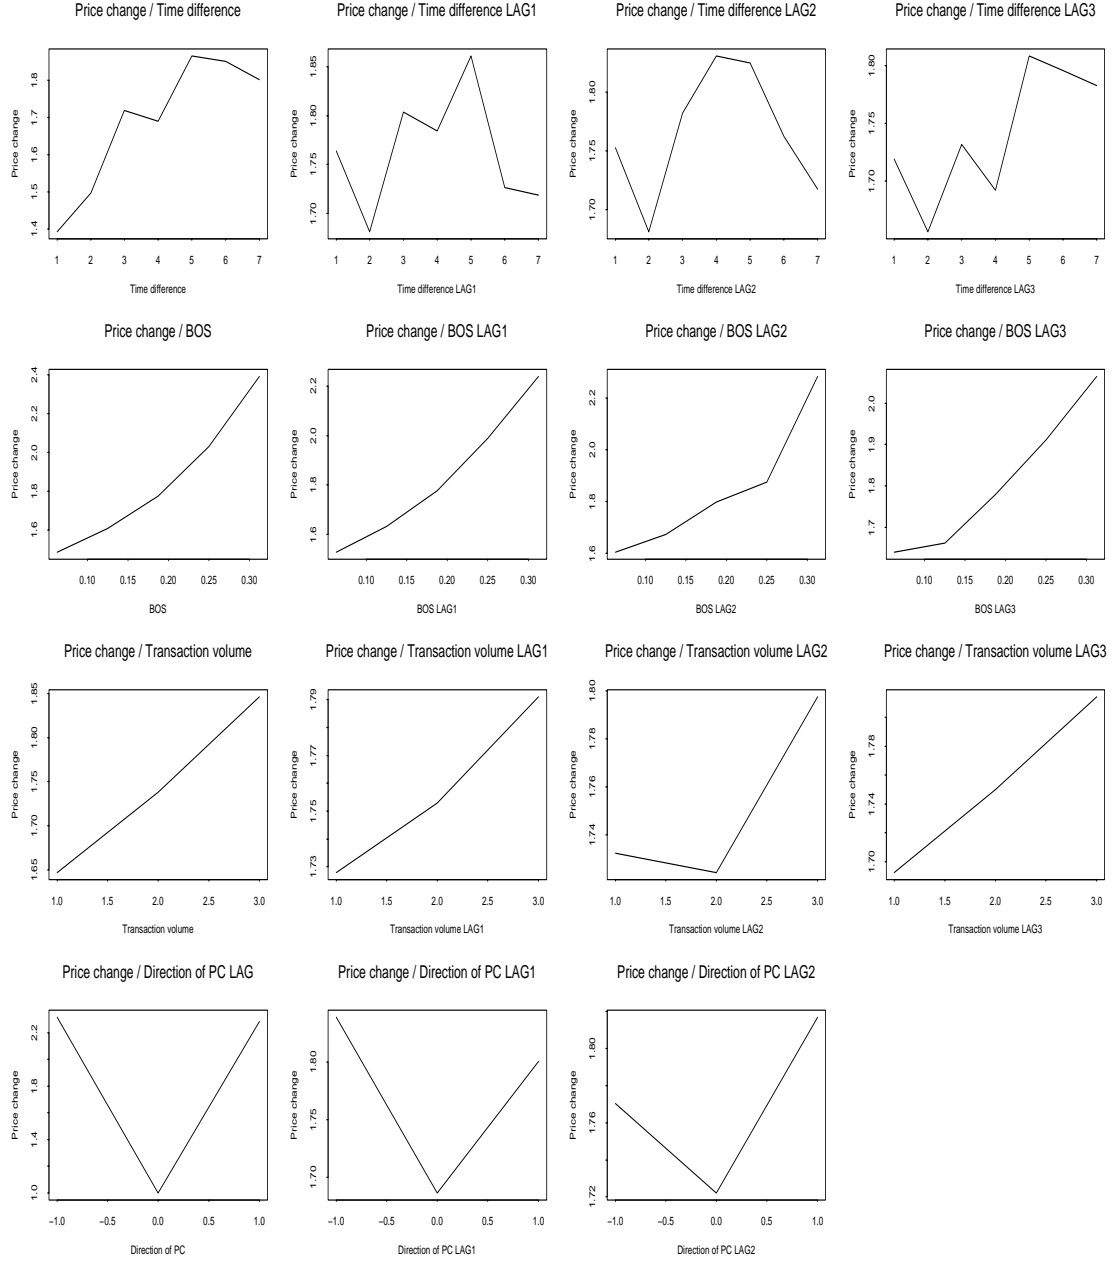 Price change / Time difference
Price change / Time difference LAG1
Price change / Time difference LAG2
Price change / Time difference LAG3
Price change
1.4 1.5 1.6 1.7 1.8
1 2 3 4 5 6 7
Time difference
Price change
1.70 1.75 1.80 1.85
1 2 3 4 5 6 7
Time difference LAG1
Price change
1.70 1.75 1.80
1 2 3 4 5 6 7
Time difference LAG2
Price change
1.70 1.75 1.80
1 2 3 4 5 6 7
Time difference LAG3
Price change / BOS
Price change / BOS LAG1
Price change / BOS LAG2
Price change / BOS LAG3
Price change
1.6 1.8 2.0 2.2 2.4
0.10 0.15 0.20 0.25 0.30
BOS
Price change
1.6 1.8 2.0 2.2
0.10 0.15 0.20 0.25 0.30
BOS LAG1
Price change
1.6 1.8 2.0 2.2
0.10 0.15 0.20 0.25 0.30
BOS LAG2
Price change
1.7 1.8 1.9 2.0
0.10 0.15 0.20 0.25 0.30
BOS LAG3
Price change / Transaction volume
Price change / Transaction volume LAG1
Price change / Transaction volume LAG2
Price change / Transaction volume LAG3
Price change
1.65 1.70 1.75 1.80 1.85
1.0 1.5 2.0 2.5 3.0
Transaction volume
Price change
1.73 1.75 1.77 1.79
1.0 1.5 2.0 2.5 3.0
Transaction volume LAG1
Price change
1.74 1.76 1.78 1.80
1.0 1.5 2.0 2.5 3.0
Transaction volume LAG2
Price change
1.70 1.74 1.78
1.0 1.5 2.0 2.5 3.0
Transaction volume LAG3
Price change / Direction of PC LAG
Price change / Direction of PC LAG1
Price change / Direction of PC LAG2
Price change
1.0 1.4 1.8 2.2
−1.0 −0.5 0.0 0.5 1.0
Direction of PC
Price change
1.70 1.75 1.80
−1.0 −0.5 0.0 0.5 1.0
Direction of PC LAG1
Price change
1.72 1.76 1.80
−1.0 −0.5 0.0 0.5 1.0
Direction of PC LAG2